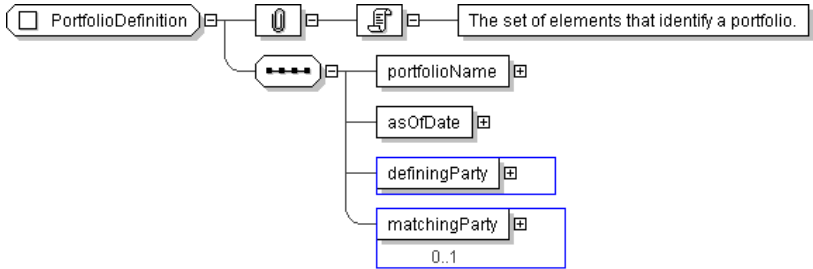 PortfolioDefinition
The set of elements that identify a portfolio.
portfolioName
asOfDate
definingParty
matchingParty
0..1